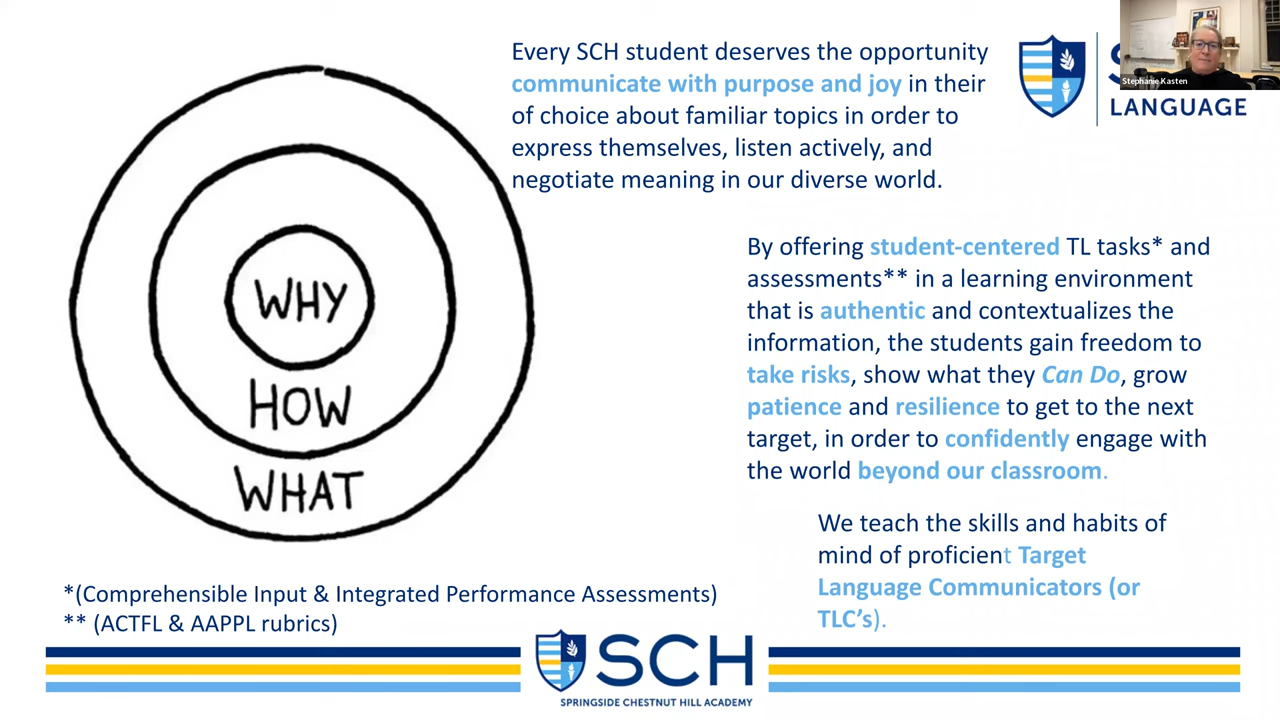 Every SCH student deserves the opportunity
communicate with purpose and joy in their
of choice about familiar topics in order to
express themselves, listen actively, and
negotiate meaning in our diverse world.
Stephanie Kasten
LANGUAGE
WHY
HOW
WHAT
By offering student-centered TL tasks* and
assessments** in a learning environment
that is authentic and contextualizes the
information, the students gain freedom to
take risks, show what they Can Do, grow
patience and resilience to get to the next
target, in order to confidently engage with
the world beyond our classroom.
We teach the skills and habits of
mind of proficient Target
Language Communicators (or
TLC’s).
*(Comprehensible Input & Integrated Performance Assessments)
** (ACTFL & AAPPL rubrics)
SCH
SPRINGSIDE CHESTNUT HILL ACADEMY